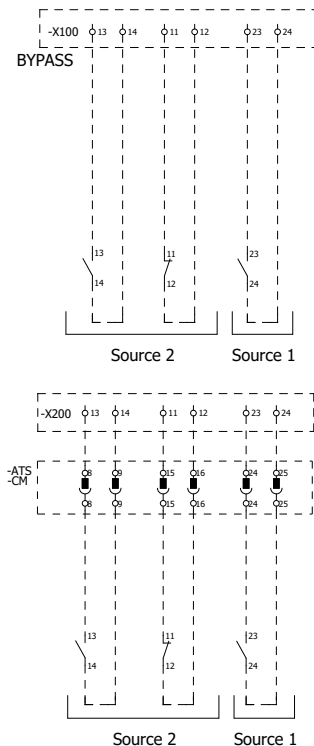 -X100 13 14 11 12 23 24
BYPASS
13 11 23
14 12 24
Source 2 Source 1
-X200 13 14 11 12 23 24
-ATS 8 9 15 16 24 25
-CM
8 9 15 16 24 25
13 11 23
14 12 24
Source 2 Source 1